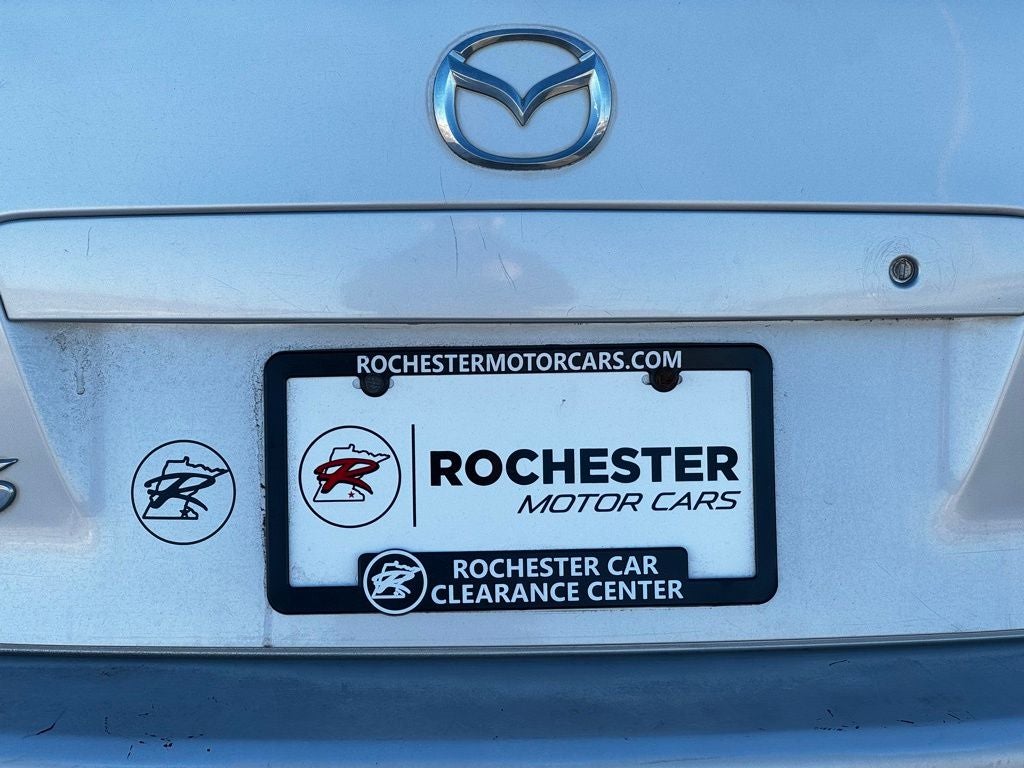 ROCHESTERMOTORCARS.COM
R
R
ROCHESTER
MOTOR CARS
R
ROCHESTER CAR
CLEARANCE CENTER